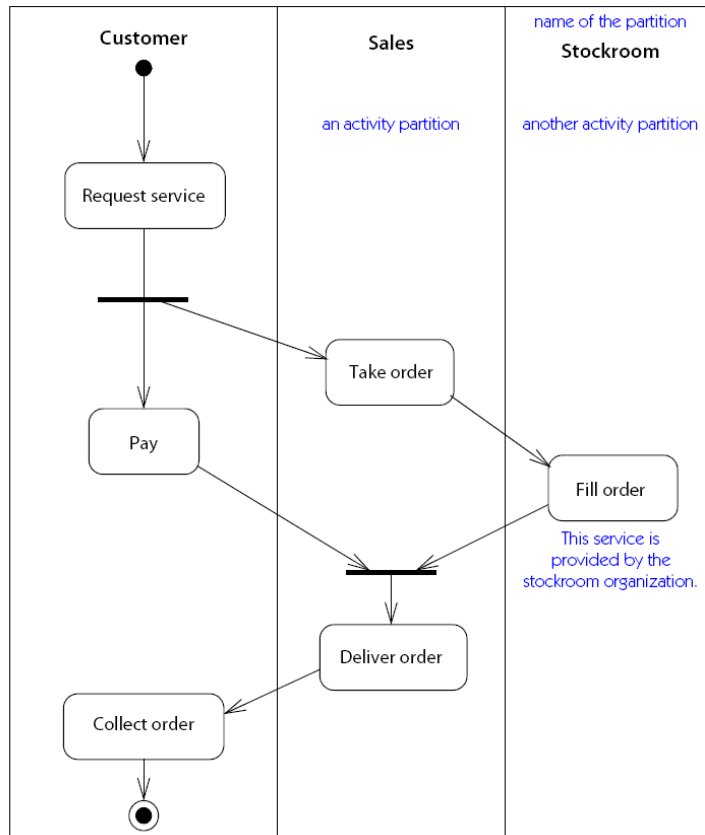 name of the partition
Customer
Sales
Stockroom
an activity partition
another activity partition
Request service
Take order
Pay
Fill order
This service is
provided by the
stockroom organization.
Deliver order
Collect order